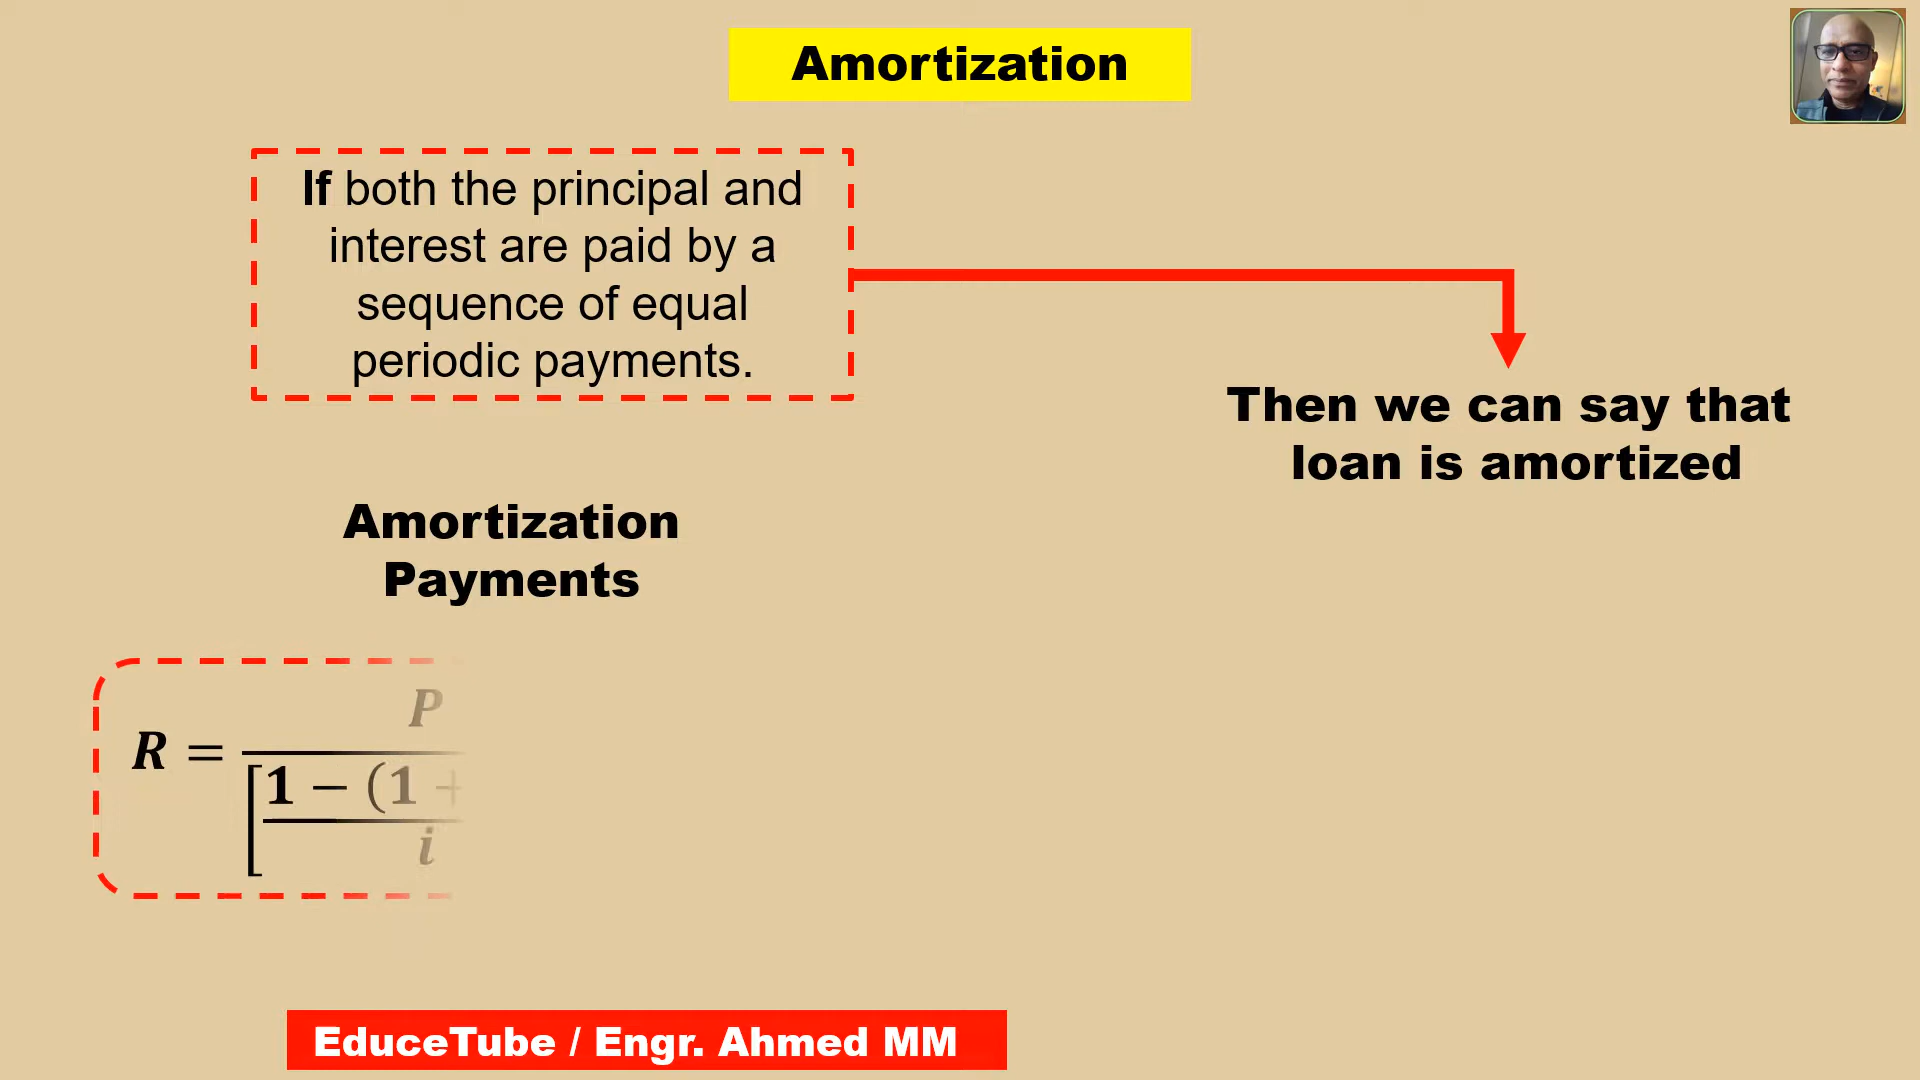 Amortization
If both the principal and
interest are paid by a
sequence of equal
periodic payments.
Then we can say that
loan is amortized
Amortization
Payments
P
R =
[1 − (1 +
i
EduceTube / Engr. Ahmed MM